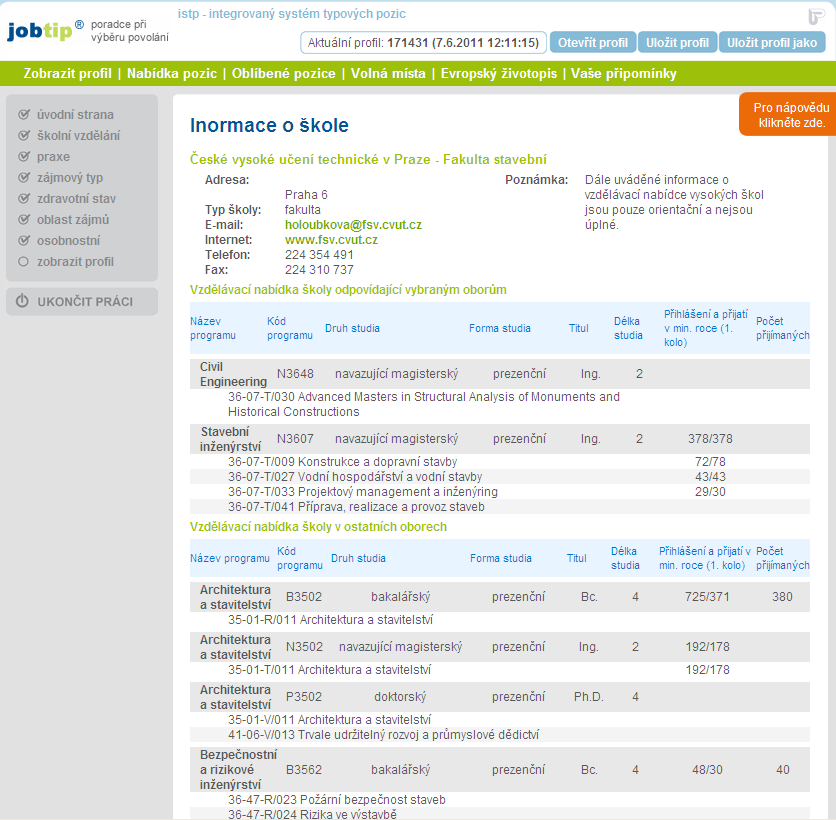 istp - integrovaný systém typových pozic
jobtip® poradce při
výběru povolání
Aktuální profil: 171431 (7.6.2011 12:11:15) Otevřít profil Uložit profil Uložit profil jako
Zobrazit profil | Nabídka pozic | Oblíbené pozice | Volná místa | Evropský životopis | Vaše připomínky
úvodní strana
školní vzdělání
praxe
zájmový typ
zdravotní stav
oblast zájmů
osobnostní
zobrazit profil
UKONČIT PRÁCI
Pro nápovědu
klikněte zde.
Inormace o škole
České vysoké učení technické v Praze - Fakulta stavební
Adresa:
Praha 6
Typ školy: fakulta
E-mail: holoubkova@fsv.cvut.cz
Internet: www.fsv.cvut.cz
Telefon: 224 354 491
Fax: 224 310 737
Poznámka: Dále uváděné informace o
vzdělávací nabídce vysokých škol
jsou pouze orientační a nejsou
úplné.
Vzdělávací nabídka školy odpovídající vybraným oborům
Název programu Kód programu Druh studia Forma studia Titul Délka studia Přihlášení a přijatí v min. roce (1. kolo) Počet přijímaných
Civil Engineering N3648 navazující magisterský prezenční Ing. 2
36-07-T/030 Advanced Masters in Structural Analysis of Monuments and
Historical Constructions
Stavební inženýrství N3607 navazující magisterský prezenční Ing. 2 378/378
36-07-T/009 Konstrukce a dopravní stavby 72/78
36-07-T/027 Vodní hospodářství a vodní stavby 43/43
36-07-T/033 Projektový management a inženýring 29/30
36-07-T/041 Příprava, realizace a provoz staveb
Vzdělávací nabídka školy v ostatních oborech
Název programu Kód programu Druh studia Forma studia Titul Délka studia Přihlášení a přijatí v min. roce (1. kolo) Počet přijímaných
Architektura a stavitelství B3502 bakalářský prezenční Bc. 4 725/371 380
35-01-R/011 Architektura a stavitelství
Architektura a stavitelství N3502 navazující magisterský prezenční Ing. 2 192/178
35-01-T/011 Architektura a stavitelství 192/178
Architektura a stavitelství P3502 doktorský prezenční Ph.D. 4
35-01-V/011 Architektura a stavitelství
41-06-V/013 Trvale udržitelný rozvoj a průmyslové dědictví
Bezpečnostní a rizikové inženýrství B3562 bakalářský prezenční Bc. 4 48/30 40
36-47-R/023 Požární bezpečnost staveb
36-47-R/024 Rizika ve výstavbě